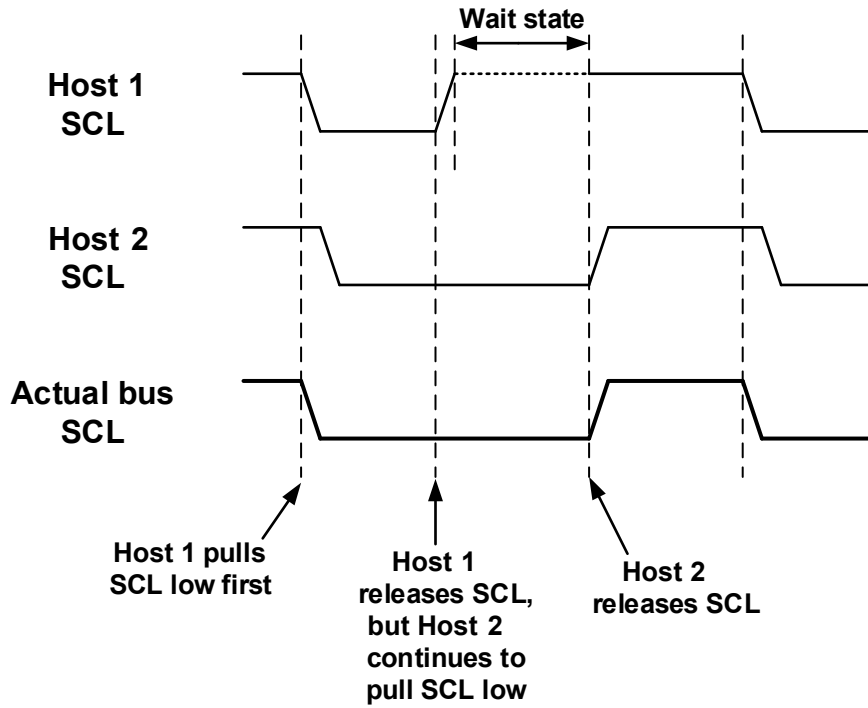 Wait state
Host 1
SCL
Host 2
SCL
Actual bus
SCL
Host 1 pulls
SCL low first
Host 1
releases SCL,
but Host 2
continues to
pull SCL low
Host 2
releases SCL